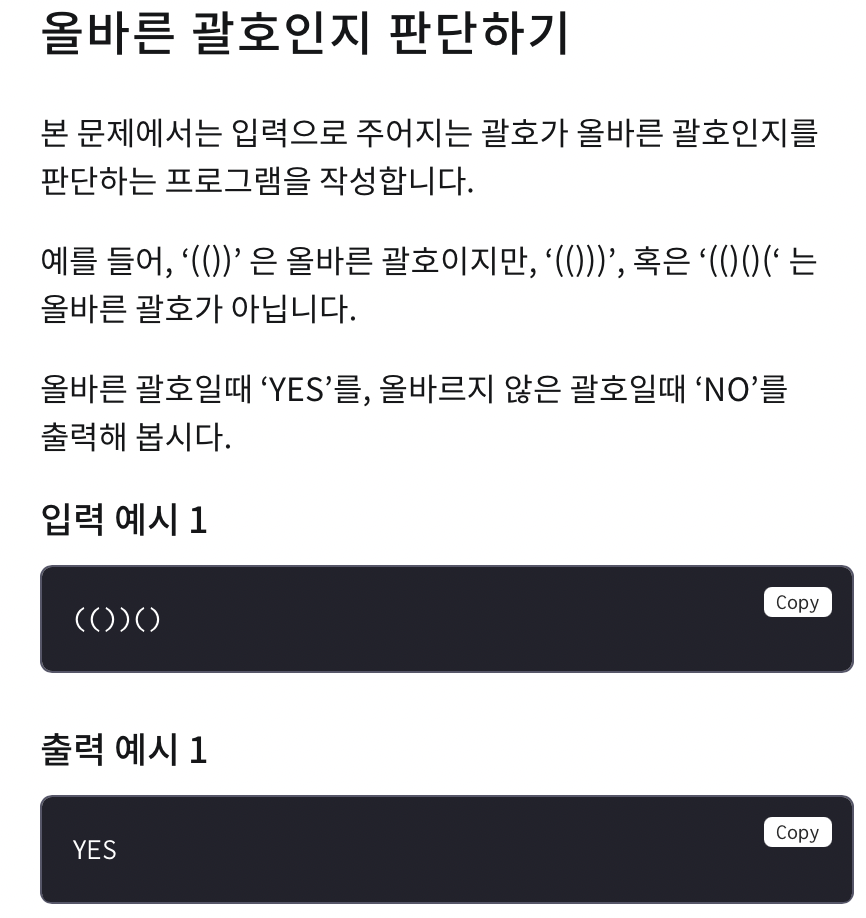 올바른 괄호인지 판단하기
본 문제에서는 입력으로 주어지는 괄호가 올바른 괄호인지를
판단하는 프로그램을 작성합니다.
예를 들어, ‘(())’ 은 올바른 괄호이지만, ‘(()))’, 혹은 ‘(()()(‘ 는
올바른 괄호가 아닙니다.
올바른 괄호일때 ‘YES’를, 올바르지 않은 괄호일때 ‘NO’를
출력해 봅시다.
입력 예시 1
Copy
(())()
출력 예시 1
Copy
YES